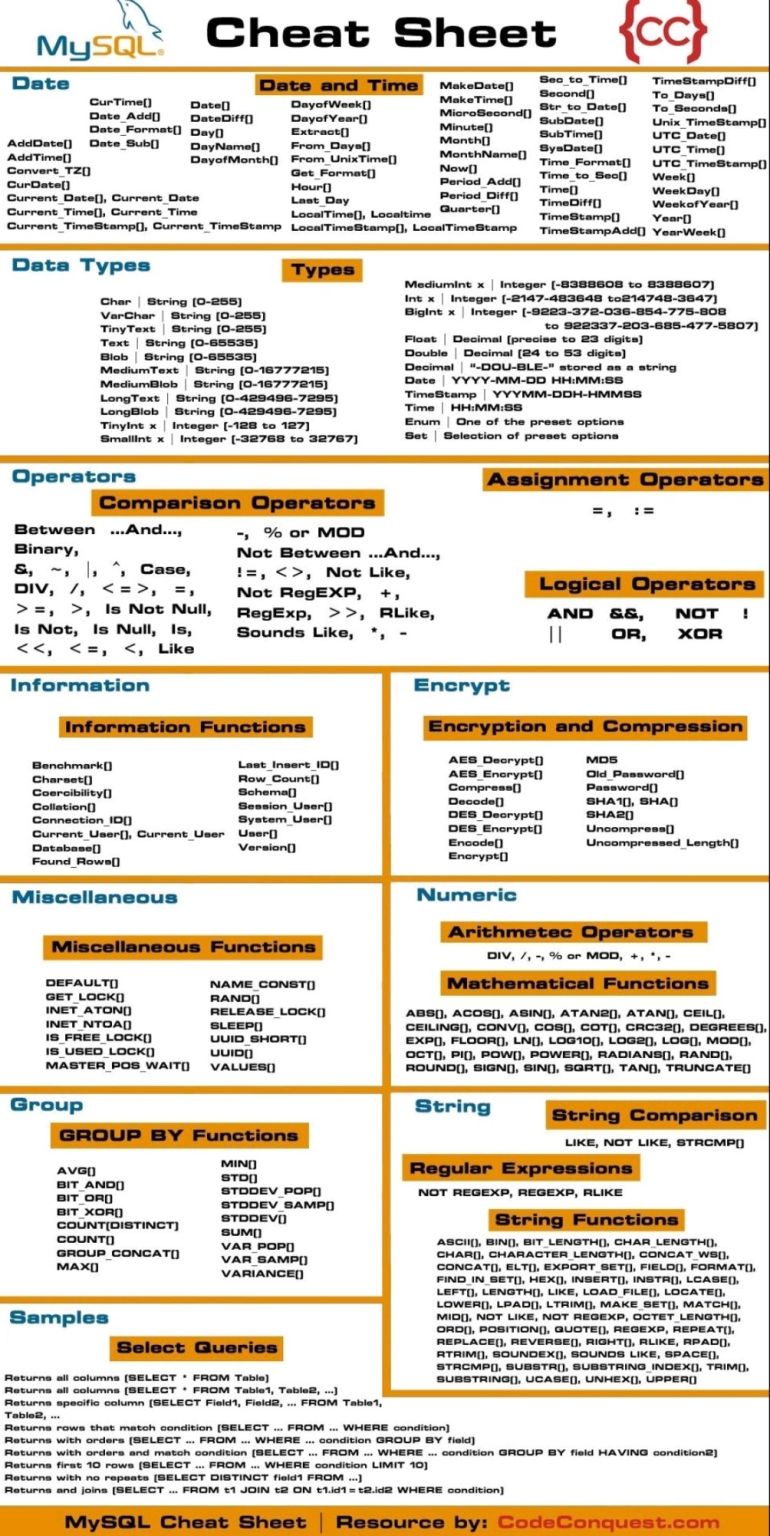 MySQL® Cheat Sheet {CC}
Date
Date and Time
CurTime()
Date_Add()
Date_Format()
AddDate() Date_Sub()
AddTime()
Convert_TZ()
CurDate()
Current_Date(), Current_Date
Current_Time(), Current_Time
Current_TimeStamp(), Current_TimeStamp
Date()
DateDiff()
Day()
DayName()
DayofMonth()
DayofWeek()
DayofYear()
Extract()
From_Days()
From_UnixTime()
Get_Format()
Hour()
Last_Day
LocalTime(), Localtime
LocalTimeStamp(), LocalTimeStamp
MakeDate()
MakeTime()
MicroSecond()
Minute()
Month()
MonthName()
Now()
Period_Add()
Period_Diff()
Quarter()
Sec_to_Time()
Second()
Str_to_Date()
SubDate()
SubTime()
SysDate()
Time_Format()
Time_to_Sec()
Time()
TimeDiff()
TimeStamp()
TimeStampAdd()
TimeStampDiff()
To_Days()
To_Seconds()
Unix_TimeStamp()
UTC_Date()
UTC_Time()
UTC_TimeStamp()
Week()
WeekDay()
WeekofYear()
Year()
YearWeek()
Data Types
Types
Char | String (0-255)
VarChar | String (0-255)
TinyText | String (0-255)
Text | String (0-65535)
Blob | String (0-65535)
MediumText | String (0-16777215)
MediumBlob | String (0-16777215)
LongText | String (0-429496-7295)
LongBlob | String (0-429496-7295)
TinyInt x | Integer (-128 to 127)
SmallInt x | Integer (-32768 to 32767)
MediumInt x | Integer (-8388608 to 8388607)
Int x | Integer (-2147-483648 to214748-3647)
BigInt x | Integer (-9223-372-036-854-775-808
to 922337-203-685-477-5807)
Float | Decimal (precise to 23 digits)
Double | Decimal (24 to 53 digits)
Decimal | “-DOU-BLE-” stored as a string
Date | YYYY-MM-DD HH:MM:SS
TimeStamp | YYYMM-DDH-HMMSS
Time | HH:MM:SS
Enum | One of the preset options
Set | Selection of preset options
Operators
Comparison Operators
Between ...And...,
Binary,
&, ~, |, ^, Case,
DIV, /, <=>, =,
>=, >, Is Not Null,
Is Not, Is Null, Is,
<<, <=, <, Like
-, % or MOD
Not Between ...And...,
!=, <>, Not Like,
Not RegEXP, +,
RegExp, >>, RLike,
Sounds Like, *, -
Assignment Operators
=, :=
Logical Operators
AND &&, NOT !
|| OR, XOR
Information
Information Functions
Benchmark()
Charset()
Coercibility()
Collation()
Connection_ID()
Current_User(), Current_User
Database()
Found_Rows()
Last_Insert_ID()
Row_Count()
Schema()
Session_User()
System_User()
User()
Version()
Encrypt
Encryption and Compression
AES_Decrypt()
AES_Encrypt()
Compress()
Decode()
DES_Decrypt()
DES_Encrypt()
Encode()
Encrypt()
MD5
Old_Password()
Password()
SHA1(), SHA()
SHA2()
Uncompress()
Uncompressed_Length()
Miscellaneous
Miscellaneous Functions
DEFAULT()
GET_LOCK()
INET_ATON()
INET_NTOA()
IS_FREE_LOCK()
IS_USED_LOCK()
MASTER_POS_WAIT()
NAME_CONST()
RAND()
RELEASE_LOCK()
SLEEP()
UUID_SHORT()
UUID()
VALUES()
Numeric
Arithmetec Operators
DIV, /, -, % or MOD, +, *, -
Mathematical Functions
ABS(), ACOS(), ASIN(), ATAN2(), ATAN(), CEIL(),
CEILING(), CONV(), COS(), COT(), CRC32(), DEGREES(),
EXP(), FLOOR(), LN(), LOG10(), LOG2(), LOG(), MOD(),
OCT(), PI(), POW(), POWER(), RADIANS(), RAND(),
ROUND(), SIGN(), SIN(), SQRT(), TAN(), TRUNCATE()
Group
GROUP BY Functions
AVG()
BIT_AND()
BIT_OR()
BIT_XOR()
COUNT(DISTINCT)
COUNT()
GROUP_CONCAT()
MAX()
MIN()
STD()
STDDEV_POP()
STDDEV_SAMP()
STDDEV()
SUM()
VAR_POP()
VAR_SAMP()
VARIANCE()
String
String Comparison
LIKE, NOT LIKE, STRCMP()
Regular Expressions
NOT REGEXP, REGEXP, RLIKE
String Functions
ASCII(), BIN(), BIT_LENGTH(), CHAR_LENGTH(),
CHAR(), CHARACTER_LENGTH(), CONCAT_WS(),
CONCAT(), ELT(), EXPORT_SET(), FIELD(), FORMAT(),
FIND_IN_SET(), HEX(), INSERT(), INSTR(), LCASE(),
LEFT(), LENGTH(), LIKE, LOAD_FILE(), LOCATE(),
LOWER(), LPAD(), LTRIM(), MAKE_SET(), MATCH(),
MID(), NOT LIKE, NOT REGEXP, OCTET_LENGTH(),
ORD(), POSITION(), QUOTE(), REGEXP, REPEAT(),
REPLACE(), REVERSE(), RIGHT(), RLIKE, RPAD(),
RTRIM(), SOUNDEX(), SOUNDS LIKE, SPACE(),
STRCMP(), SUBSTR(), SUBSTRING_INDEX(), TRIM(),
SUBSTRING(), UCASE(), UNHEX(), UPPER()
Samples
Select Queries
Returns all columns (SELECT * FROM Table)
Returns all columns (SELECT * FROM Table1, Table2, ...)
Returns specific column (SELECT Field1, Field2, ... FROM Table1,
Table2, ...
Returns rows that match condition (SELECT ... FROM ... WHERE condition)
Returns with orders (SELECT ... FROM ... WHERE ... condition GROUP BY field)
Returns with orders and match condition (SELECT ... FROM ... WHERE ... condition GROUP BY field HAVING condition2)
Returns first 10 rows (SELECT ... FROM ... WHERE condition LIMIT 10)
Returns with no repeats (SELECT DISTINCT field1 FROM ...)
Returns and joins (SELECT ... FROM t1 JOIN t2 ON t1.id1 = t2.id2 WHERE condition)
MySQL Cheat Sheet | Resource by: CodeConquest.com